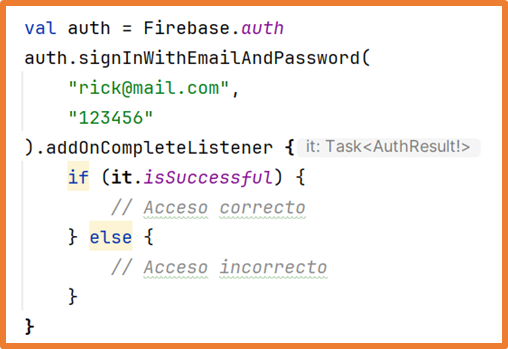 val auth = Firebase.auth
auth.signInWithEmailAndPassword(
    "rick@mail.com",
    "123456"
).addOnCompleteListener { it: Task<AuthResult!>
    if (it.isSuccessful) {
        // Acceso correcto
    } else {
        // Acceso incorrecto
    }
}